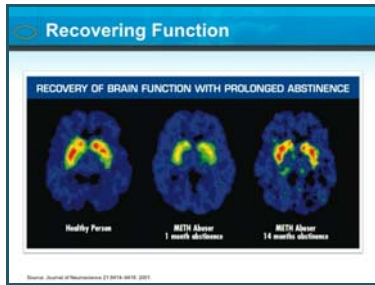 Recovering Function
RECOVERY OF BRAIN FUNCTION WITH PROLONGED ABSTINENCE
Healthy Person
METH Abuser
1 month abstinence
METH Abuser
14 months abstinence
Source: Journal of Neuroscience 21:9414-9418. 2001.